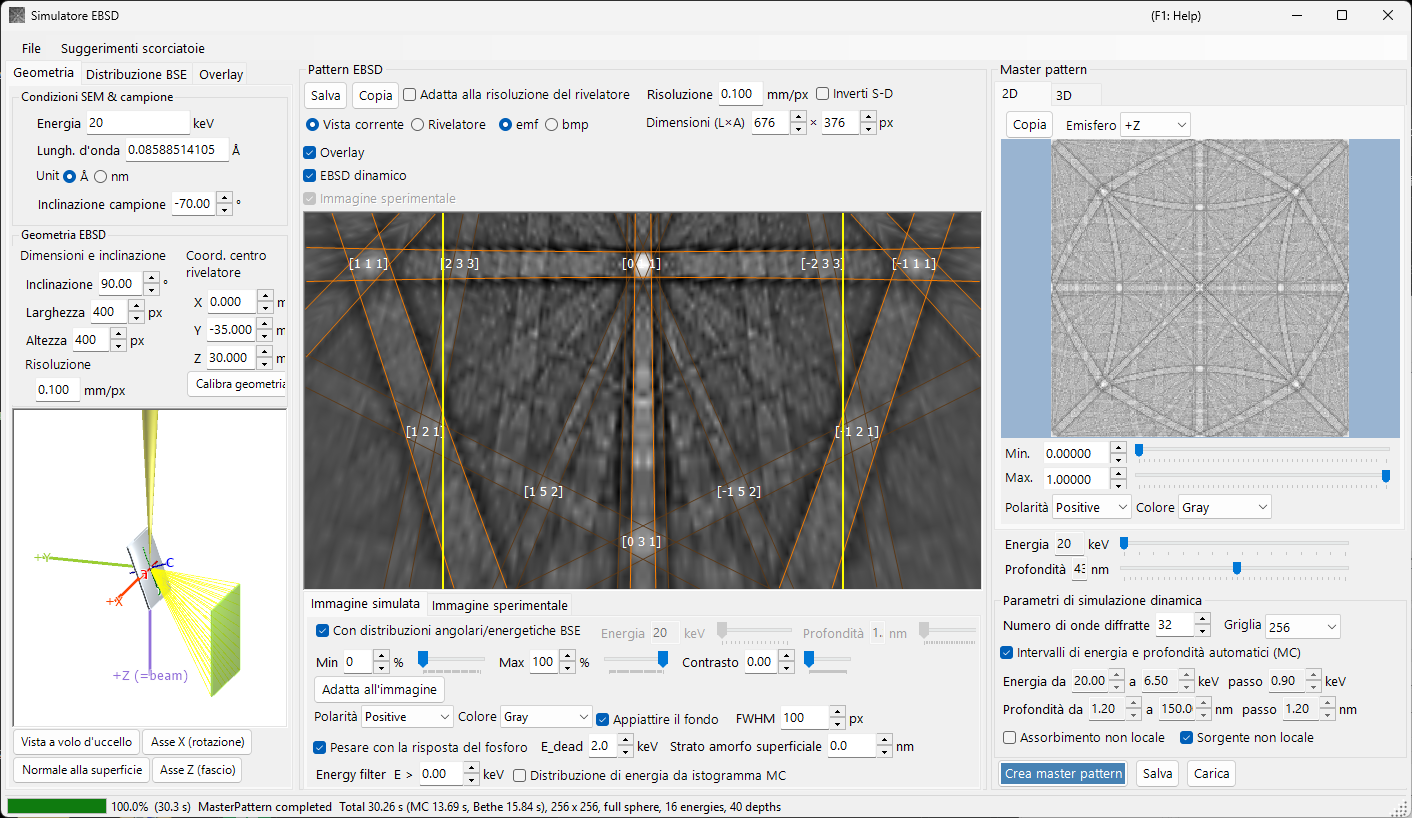 Simulatore EBSD
(F1: Help)
File Suggerimenti scorciatoie
Geometria Distribuzione BSE Overlay
Condizioni SEM & campione
Energia 20 keV
Lungh. d'onda 0.08588514105 Å
Unit Å nm
Inclinazione campione -70.00 °
Geometria EBSD
Dimensioni e inclinazione
Inclinazione 90.00 °
Larghezza 400 px
Altezza 400 px
Risoluzione
0.100 mm/px
Coord. centro
rivelatore
X 0.000 m
Y -35.000 m
Z 30.000 m
Calibra geometria
+Y
C
+X
+Z (=beam)
Vista a volo d'uccello Asse X (rotazione)
Normale alla superficie Asse Z (fascio)
Pattern EBSD
Salva Copia Adatta alla risoluzione del rivelatore Risoluzione 0.100 mm/px Inverti S-D
Vista corrente Rivelatore emf bmp Dimensioni (L×A) 676 × 376 px
Overlay
EBSD dinamico
Immagine sperimentale
[1 1 1] [2 3 3] [0 1] [-2 3 3] [-1 1 1]
[1 2 1] [-1 2 1]
[1 5 2] [-1 5 2]
[0 3 1]
Immagine simulata Immagine sperimentale
Con distribuzioni angolari/energetiche BSE Energia 20 keV Profondità 1. nm
Min 0 % Max 100 % Contrasto 0.00
Adatta all'immagine
Polarità Positive Colore Gray Appiattire il fondo FWHM 100 px
Pesare con la risposta del fosforo E_dead 2.0 keV Strato amorfo superficiale 0.0 nm
Energy filter E > 0.00 keV Distribuzione di energia da istogramma MC
Master pattern
2D 3D
Copia Emisfero +Z
Min. 0.00000
Max. 1.00000
Polarità Positive Colore Gray
Energia 20 keV
Profondità 43 nm
Parametri di simulazione dinamica
Numero di onde diffratte 32 Griglia 256
Intervalli di energia e profondità automatici (MC)
Energia da 20.00 a 6.50 keV passo 0.90 keV
Profondità da 1.20 a 150.0 nm passo 1.20 nm
Assorbimento non locale Sorgente non locale
Crea master pattern Salva Carica
100.0% (30.3 s) MasterPattern completed Total 30.26 s (MC 13.69 s, Bethe 15.84 s), 256 x 256, full sphere, 16 energies, 40 depths